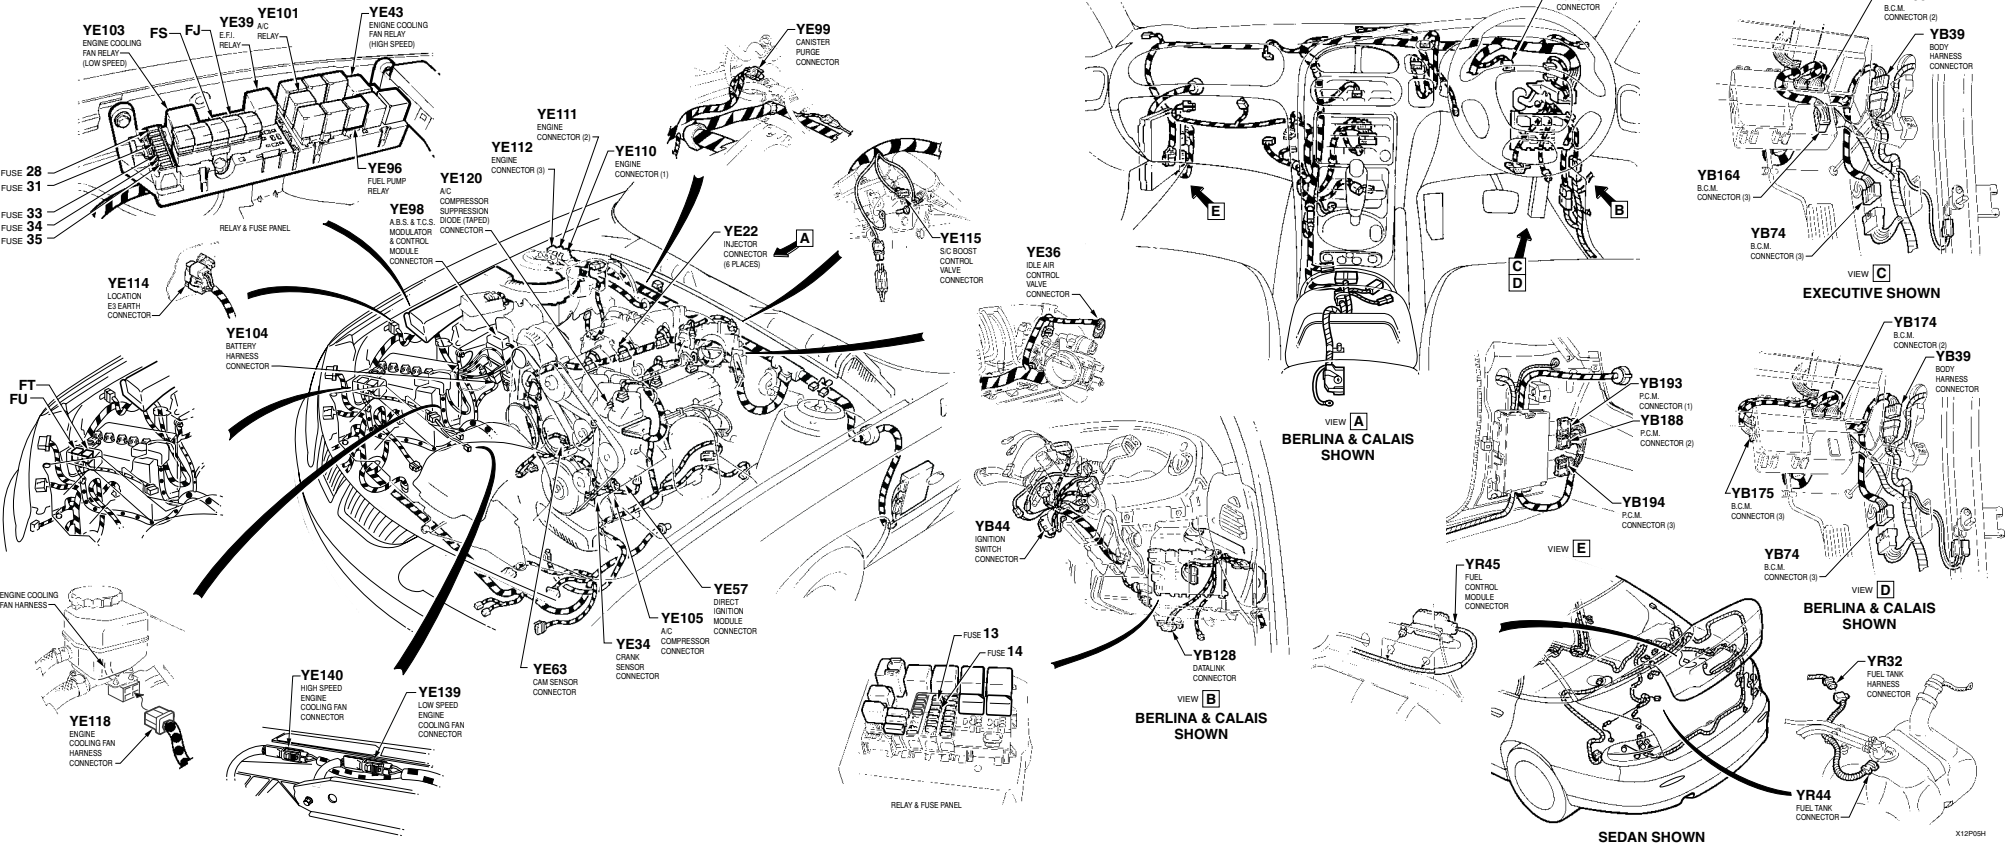 YE103
ENGINE COOLING
FAN RELAY
(LOW SPEED)
FS
FJ
YE39
E.F.I.
RELAY
YE101
A/C
RELAY
YE43
ENGINE COOLING
FAN RELAY
(HIGH SPEED)
FUSE 28
FUSE 31
FUSE 33
FUSE 34
FUSE 35
YE96
FUEL PUMP
RELAY
RELAY & FUSE PANEL
YE99
CANISTER
PURGE
CONNECTOR
YE111
ENGINE
CONNECTOR (2)
YE112
ENGINE
CONNECTOR (3)
YE110
ENGINE
CONNECTOR (1)
YE120
A/C
COMPRESSOR
SUPPRESSION
DIODE (TAPED)
CONNECTOR
YE98
A.B.S. & T.C.S.
MODULATOR
& CONTROL
MODULE
CONNECTOR
YE22
INJECTOR
CONNECTOR
(6 PLACES)
A
YE115
S/C BOOST
CONTROL
VALVE
CONNECTOR
YE36
IDLE AIR
CONTROL
VALVE
CONNECTOR
YE114
LOCATION
E3 EARTH
CONNECTOR
YE104
BATTERY
HARNESS
CONNECTOR
FT
FU
ENGINE COOLING
FAN HARNESS
YE118
ENGINE
COOLING FAN
HARNESS
CONNECTOR
YE140
HIGH SPEED
ENGINE
COOLING FAN
CONNECTOR
YE139
LOW SPEED
ENGINE
COOLING FAN
CONNECTOR
YE63
CAM SENSOR
CONNECTOR
YE34
CRANK
SENSOR
CONNECTOR
YE105
A/C
COMPRESSOR
CONNECTOR
YE57
DIRECT
IGNITION
MODULE
CONNECTOR
CONNECTOR
E
B
C
D
VIEW A
BERLINA & CALAIS
SHOWN
YB44
IGNITION
SWITCH
CONNECTOR
YB128
DATALINK
CONNECTOR
VIEW B
BERLINA & CALAIS
SHOWN
FUSE 13
FUSE 14
RELAY & FUSE PANEL
B.C.M.
CONNECTOR (2)
YB39
BODY
HARNESS
CONNECTOR
YB164
B.C.M.
CONNECTOR (3)
YB74
B.C.M.
CONNECTOR (3)
VIEW C
EXECUTIVE SHOWN
YB193
P.C.M.
CONNECTOR (1)
YB188
P.C.M.
CONNECTOR (2)
YB194
P.C.M.
CONNECTOR (3)
VIEW E
YB174
B.C.M.
CONNECTOR (2)
YB39
BODY
HARNESS
CONNECTOR
YB175
B.C.M.
CONNECTOR (3)
YB74
B.C.M.
CONNECTOR (3)
VIEW D
BERLINA & CALAIS
SHOWN
YR45
FUEL
CONTROL
MODULE
CONNECTOR
YR32
FUEL TANK
HARNESS
CONNECTOR
YR44
FUEL TANK
CONNECTOR
SEDAN SHOWN
X12P05H